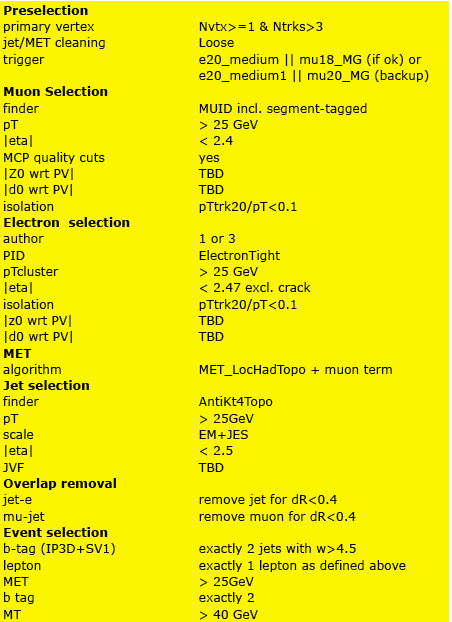 Preselection
primary vertex Nvtx>=1 & Ntrks>3
jet/MET cleaning Loose
trigger e20_medium || mu18_MG (if ok) or
e20_medium1 || mu20_MG (backup)
Muon Selection
finder MUID incl. segment-tagged
pT > 25 GeV
|eta| < 2.4
MCP quality cuts yes
|Z0 wrt PV| TBD
|d0 wrt PV| TBD
isolation pTtrk20/pT<0.1
Electron selection
author 1 or 3
PID ElectronTight
pTcluster > 25 GeV
|eta| < 2.47 excl. crack
isolation pTtrk20/pT<0.1
|z0 wrt PV| TBD
|d0 wrt PV| TBD
MET
algorithm MET_LocHadTopo + muon term
Jet selection
finder AntiKt4Topo
pT > 25GeV
scale EM+JES
|eta| < 2.5
JVF TBD
Overlap removal
jet-e remove jet for dR<0.4
mu-jet remove muon for dR<0.4
Event selection
b-tag (IP3D+SV1) exactly 2 jets with w>4.5
lepton exactly 1 lepton as defined above
MET > 25GeV
b tag exactly 2
MT > 40 GeV